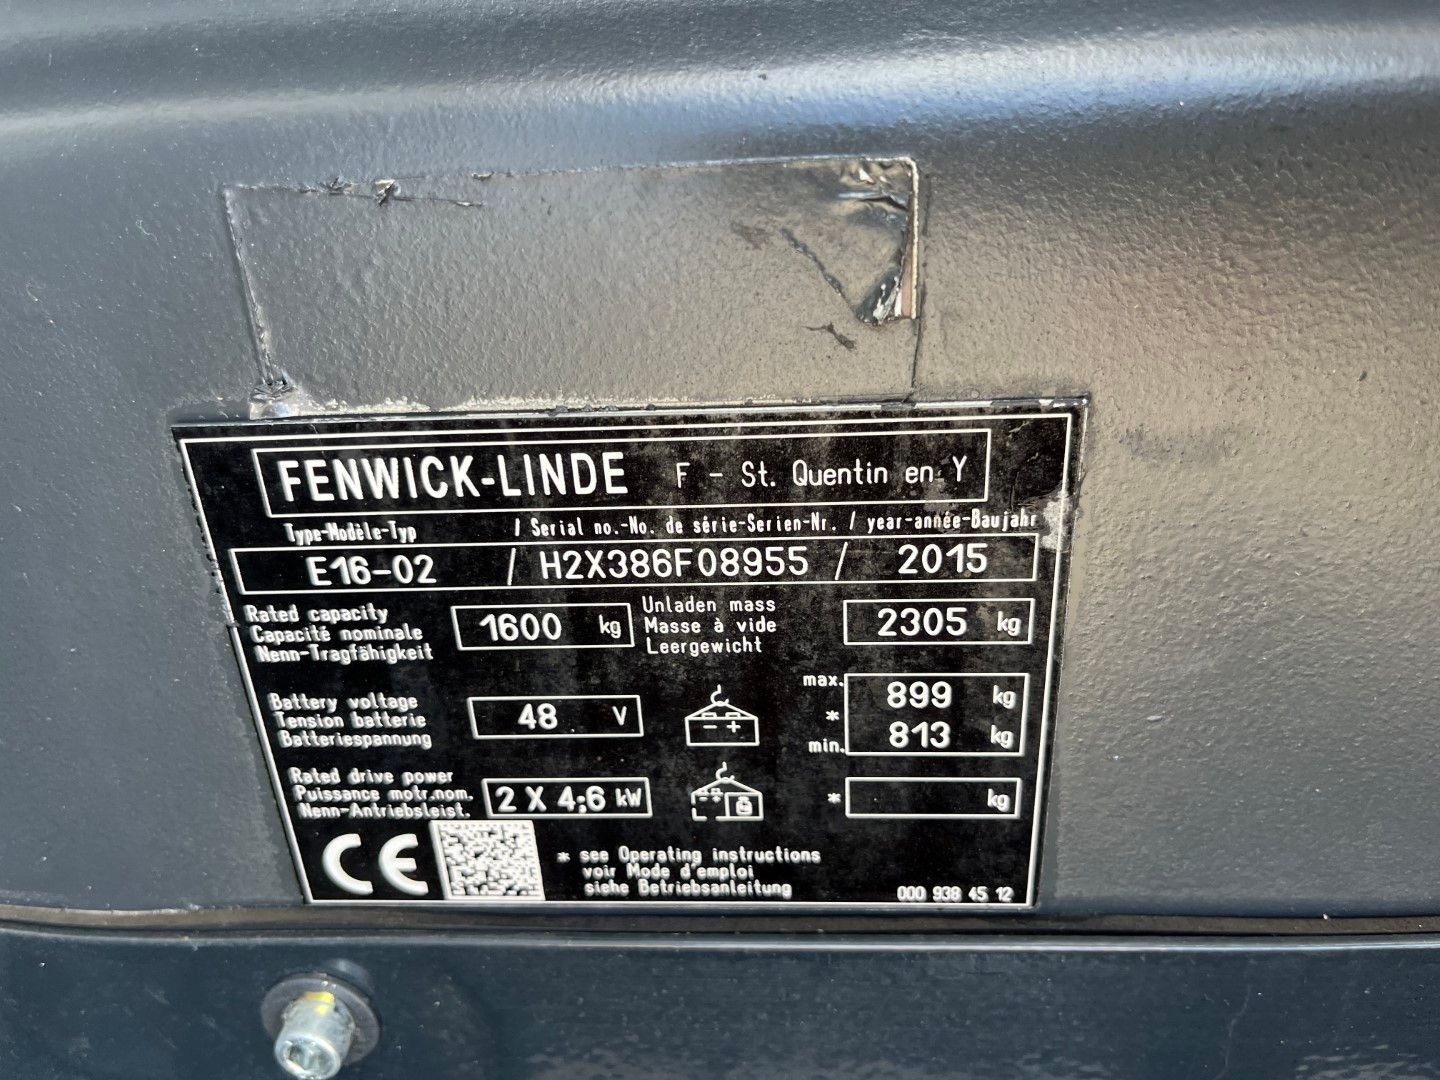 FENWICK-LINDE F - St. Quentin en Y
Type-Modèle-Typ / Serial no.-No. de série-Serien-Nr. / year-année-Baujahr
E16-02 / H2X386F08955 / 2015
Rated capacity
Capacité nominale
Nenn-Tragfähigkeit
1600 kg
Unladen mass
Masse à vide
Leergewicht
2305 kg
Battery voltage
Tension batterie
Batteriespannung
48 V
- +
max. 899 kg
*
min. 813 kg
Rated drive power
Puissance motr.nom.
Nenn-Antriebsleist.
2 X 4;6 kW
* kg
CE
* see Operating instructions
voir Mode d'emploi
siehe Betriebsanleitung
000 938 45 12